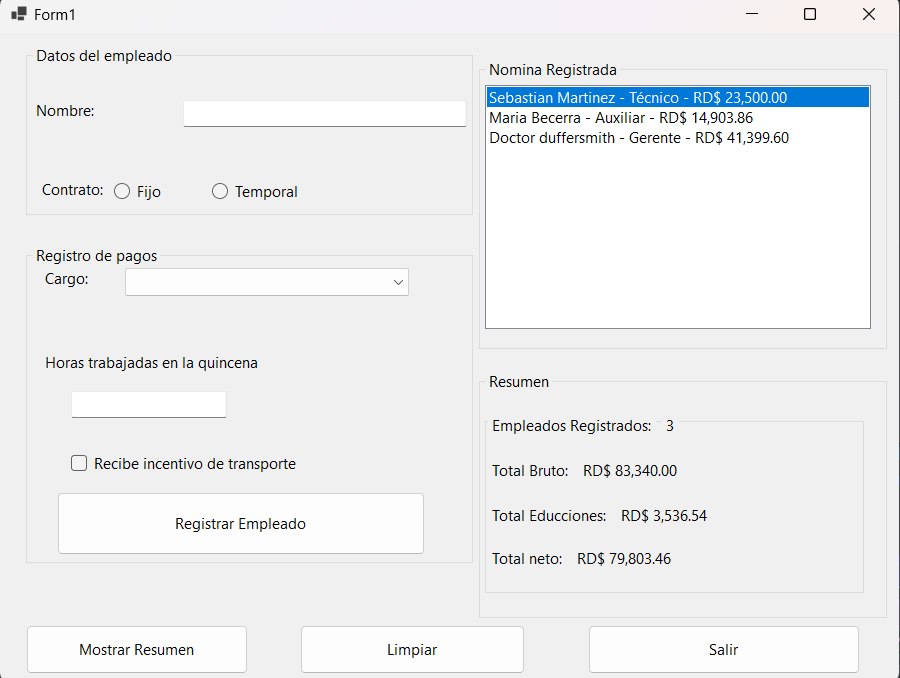 Form1
Datos del empleado
Nombre:
Contrato: Fijo Temporal
Registro de pagos
Cargo:
Horas trabajadas en la quincena
Recibe incentivo de transporte
Registrar Empleado
Nomina Registrada
Sebastian Martinez - Técnico - RD$ 23,500.00
Maria Becerra - Auxiliar - RD$ 14,903.86
Doctor duffersmith - Gerente - RD$ 41,399.60
Resumen
Empleados Registrados: 3
Total Bruto: RD$ 83,340.00
Total Educciones: RD$ 3,536.54
Total neto: RD$ 79,803.46
Mostrar Resumen
Limpiar
Salir